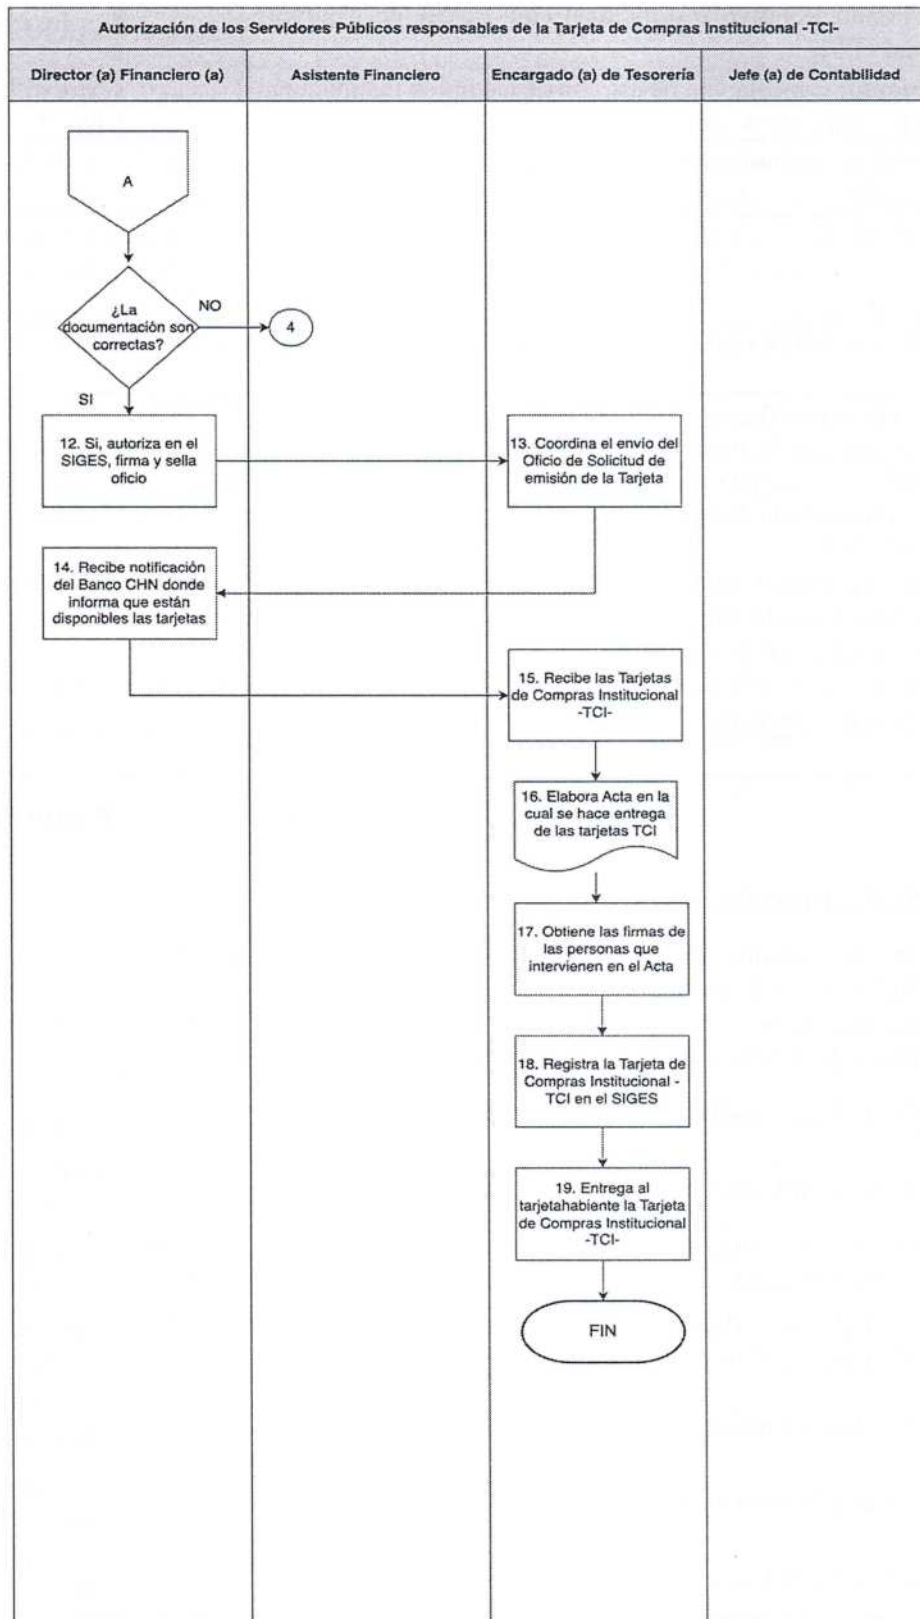 Autorización de los Servidores Públicos responsables de la Tarjeta de Compras Institucional -TCI-
Director (a) Financiero (a)
Asistente Financiero
Encargado (a) de Tesorería
Jefe (a) de Contabilidad
A
¿La
documentación son
correctas?
NO
4
SI
12. Si, autoriza en el
SIGES, firma y sella
oficio
13. Coordina el envío del
Oficio de Solicitud de
emisión de la Tarjeta
14. Recibe notificación
del Banco CHN donde
informa que están
disponibles las tarjetas
15. Recibe las Tarjetas
de Compras Institucional
-TCI-
16. Elabora Acta en la
cual se hace entrega
de las tarjetas TCI
17. Obtiene las firmas de
las personas que
intervienen en el Acta
18. Registra la Tarjeta de
Compras Institucional -
TCI en el SIGES
19. Entrega al
tarjetahabiente la Tarjeta
de Compras Institucional
-TCI-
FIN